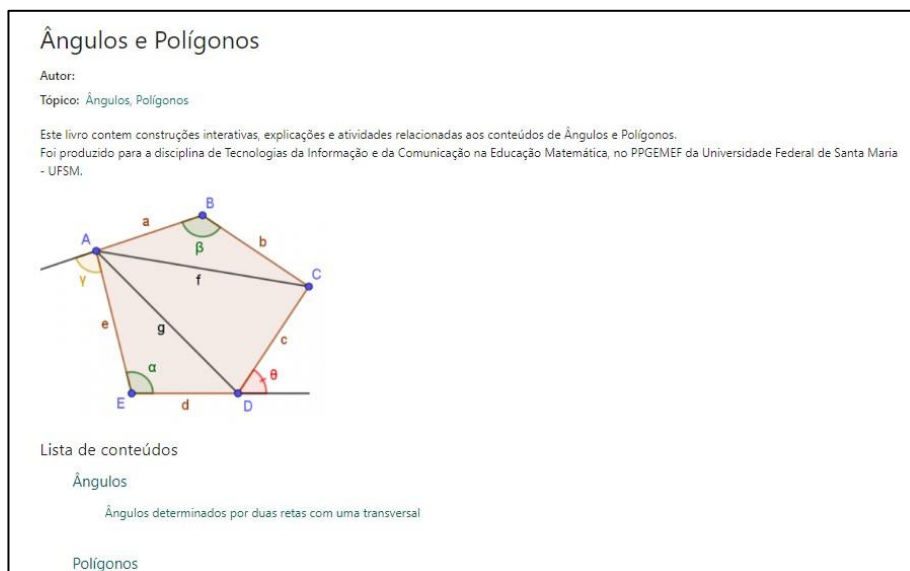 Ângulos e Polígonos
Autor:
Tópico: Ângulos, Polígonos
Este livro contem construções interativas, explicações e atividades relacionadas aos conteúdos de Ângulos e Polígonos.
Foi produzido para a disciplina de Tecnologias da Informação e da Comunicação na Educação Matemática, no PPGEMEF da Universidade Federal de Santa Maria
- UFSM.
B
a
β
b
A
γ
f
C
e
g
c
α
θ
E
d
D
Lista de conteúdos
Ângulos
Ângulos determinados por duas retas com uma transversal
Polígonos